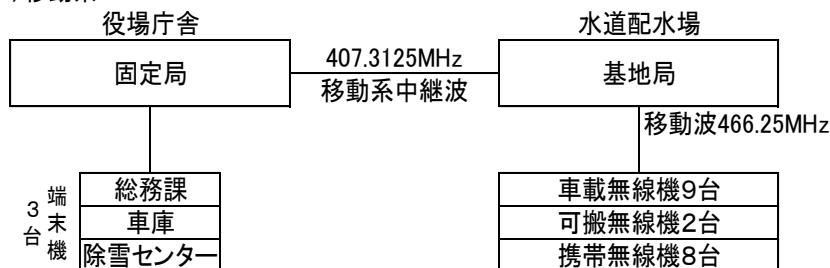 役場庁舎
水道配水場
固定局
407.3125MHz
移動系中継波
基地局
移動波466.25MHz
端末機
3台
総務課
車庫
除雪センター
車載無線機9台
可搬無線機2台
携帯無線機8台